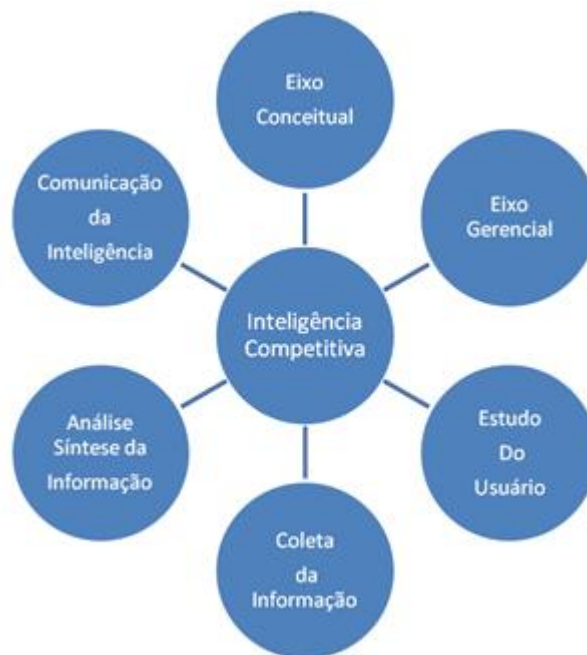 Eixo
Conceitual
Eixo
Gerencial
Estudo
Do
Usuário
Coleta
da
Informação
Análise
Síntese da
Informação
Comunicação
da
Inteligência
Inteligência
Competitiva